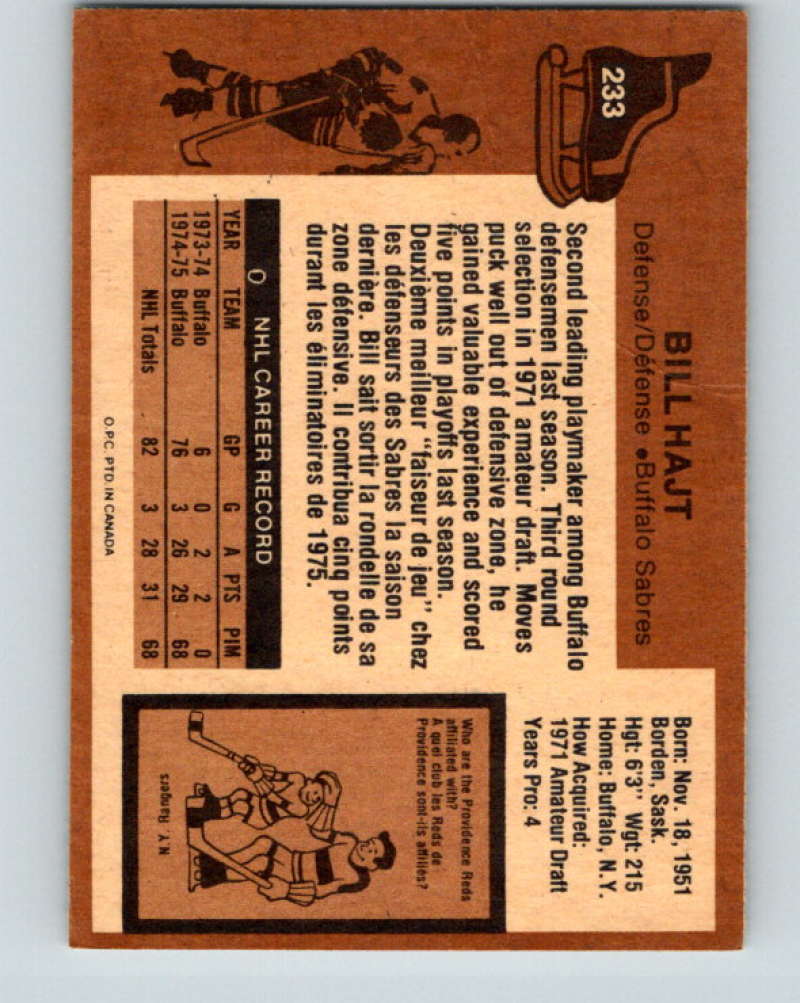 233
BILL HAJT
Defense/Défense •Buffalo Sabres
Born: Nov. 18, 1951
Borden, Sask.
Hgt: 6'3" Wgt: 215
Home: Buffalo, N.Y.
How Acquired:
1971 Amateur Draft
Years Pro: 4
Second leading playmaker among Buffalo
defensemen last season. Third round
selection in 1971 amateur draft. Moves
puck well out of defensive zone, he
gained valuable experience and scored
five points in playoffs last season.
Deuxième meilleur "faiseur de jeu" chez
les défenseurs des Sabres la saison
dernière. Bill sait sortir la rondelle de sa
zone défensive. Il contribua cinq points
durant les éliminatoires de 1975.
O NHL CAREER RECORD
YEAR TEAM GP G A PTS PIM
1973-74 Buffalo 6 0 2 2 0
1974-75 Buffalo 76 3 26 29 68
NHL Totals 82 3 28 31 68
O.P.C. PTD. IN CANADA
Who are the Providence Reds
affiliated with?
A quel club les Reds de
Providence sont-ils affiliés?
N.Y. Rangers